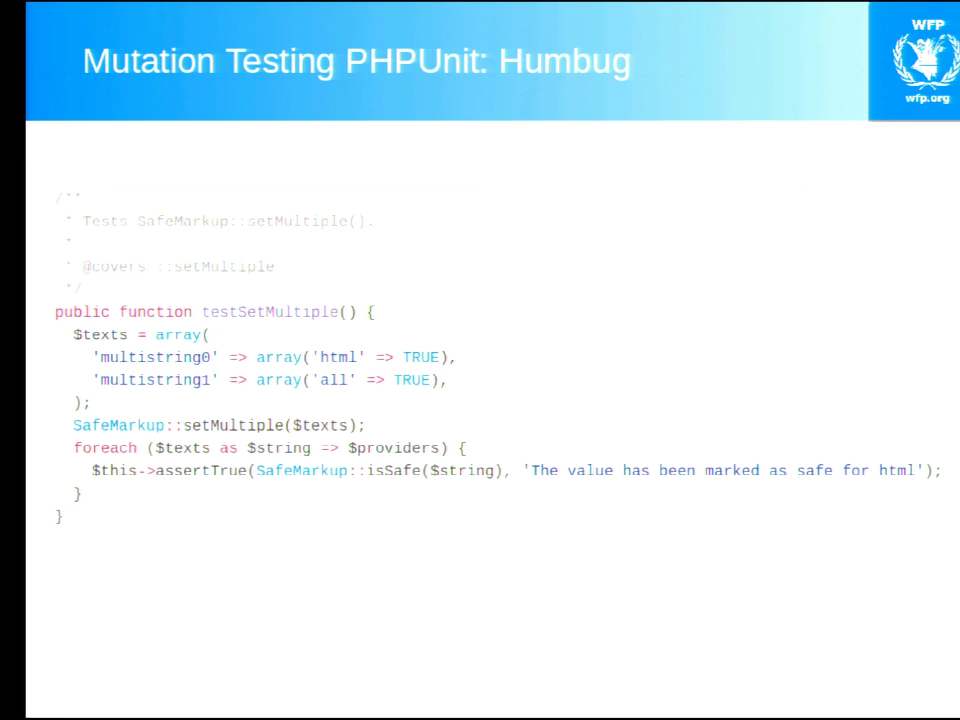 Mutation Testing PHPUnit: Humbug
WFP
wfp.org
/**
* Tests SafeMarkup::setMultiple().
*
* @covers ::setMultiple
*/
public function testSetMultiple() {
$texts = array(
'multistring0' => array('html' => TRUE),
'multistring1' => array('all' => TRUE),
);
SafeMarkup::setMultiple($texts);
foreach ($texts as $string => $providers) {
$this->assertTrue(SafeMarkup::isSafe($string), 'The value has been marked as safe for html');
}
}